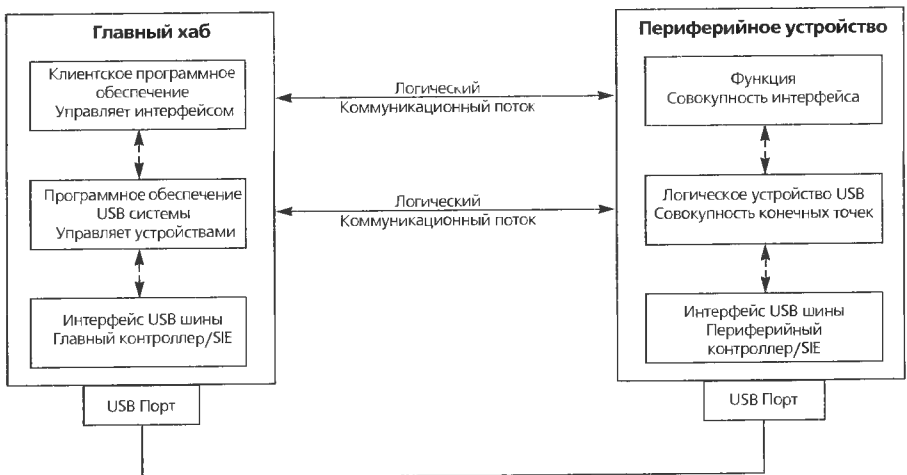 Главный хаб
Клиентское программное
обеспечение
Управляет интерфейсом
Программное обеспечение
USB системы
Управляет устройствами
Интерфейс USB шины
Главный контроллер/SIE
USB Порт
Логический
Коммуникационный поток
Логический
Коммуникационный поток
Периферийное устройство
Функция
Совокупность интерфейса
Логическое устройство USB
Совокупность конечных точек
Интерфейс USB шины
Периферийный
контроллер/SIE
USB Порт